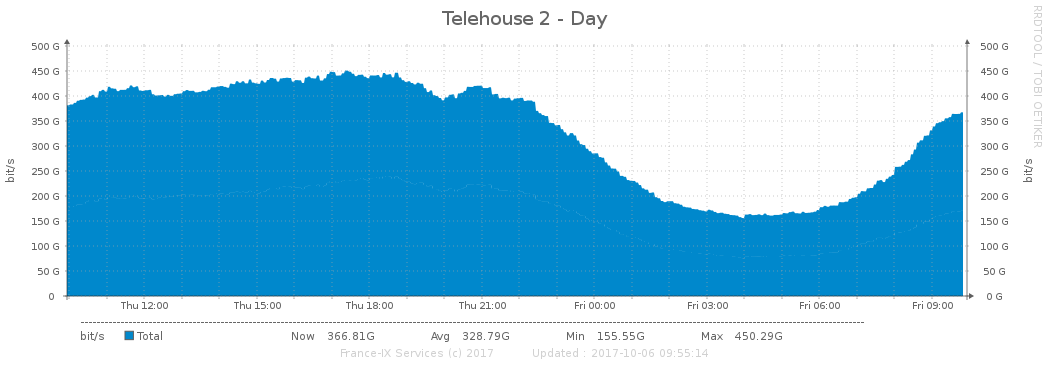 Telehouse 2 - Day
RRDTOOL / TOBI OETIKER
bit/s
500 G
450 G
400 G
350 G
300 G
250 G
200 G
150 G
100 G
50 G
0
500 G
450 G
400 G
350 G
300 G
250 G
200 G
150 G
100 G
50 G
0 G
bit/s
Thu 12:00 Thu 15:00 Thu 18:00 Thu 21:00 Fri 00:00 Fri 03:00 Fri 06:00 Fri 09:00
bit/s Total Now 366.81G Avg 328.79G Min 155.55G Max 450.29G
France-IX Services (c) 2017 Updated : 2017-10-06 09:55:14